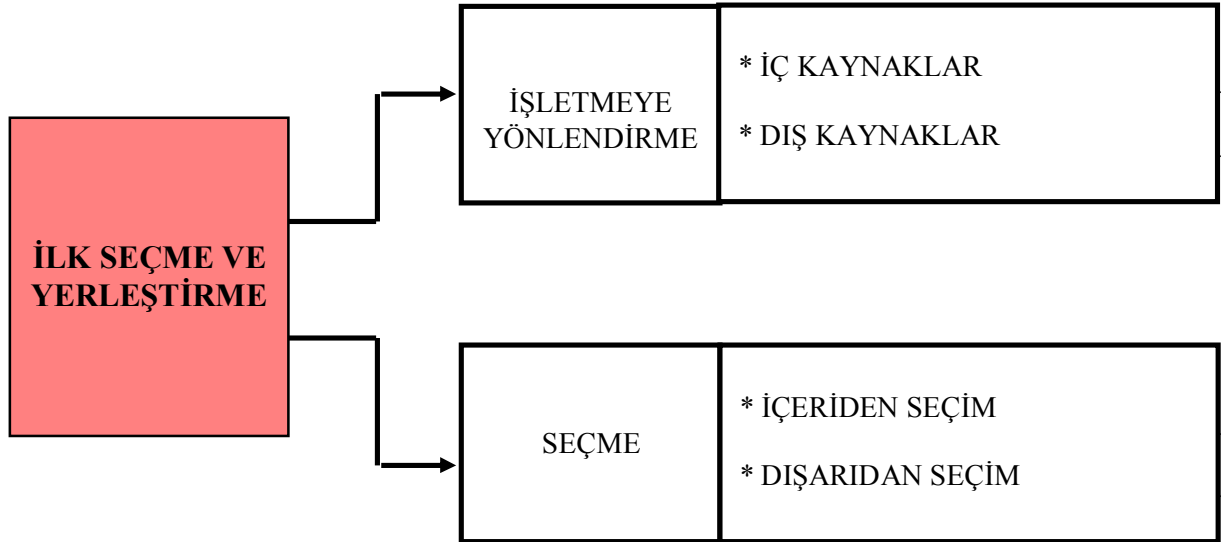 İLK SEÇME VE
YERLEŞTİRME
İŞLETMEYE
YÖNLENDİRME
* İÇ KAYNAKLAR
* DIŞ KAYNAKLAR
SEÇME
* İÇERİDEN SEÇİM
* DIŞARIDAN SEÇİM